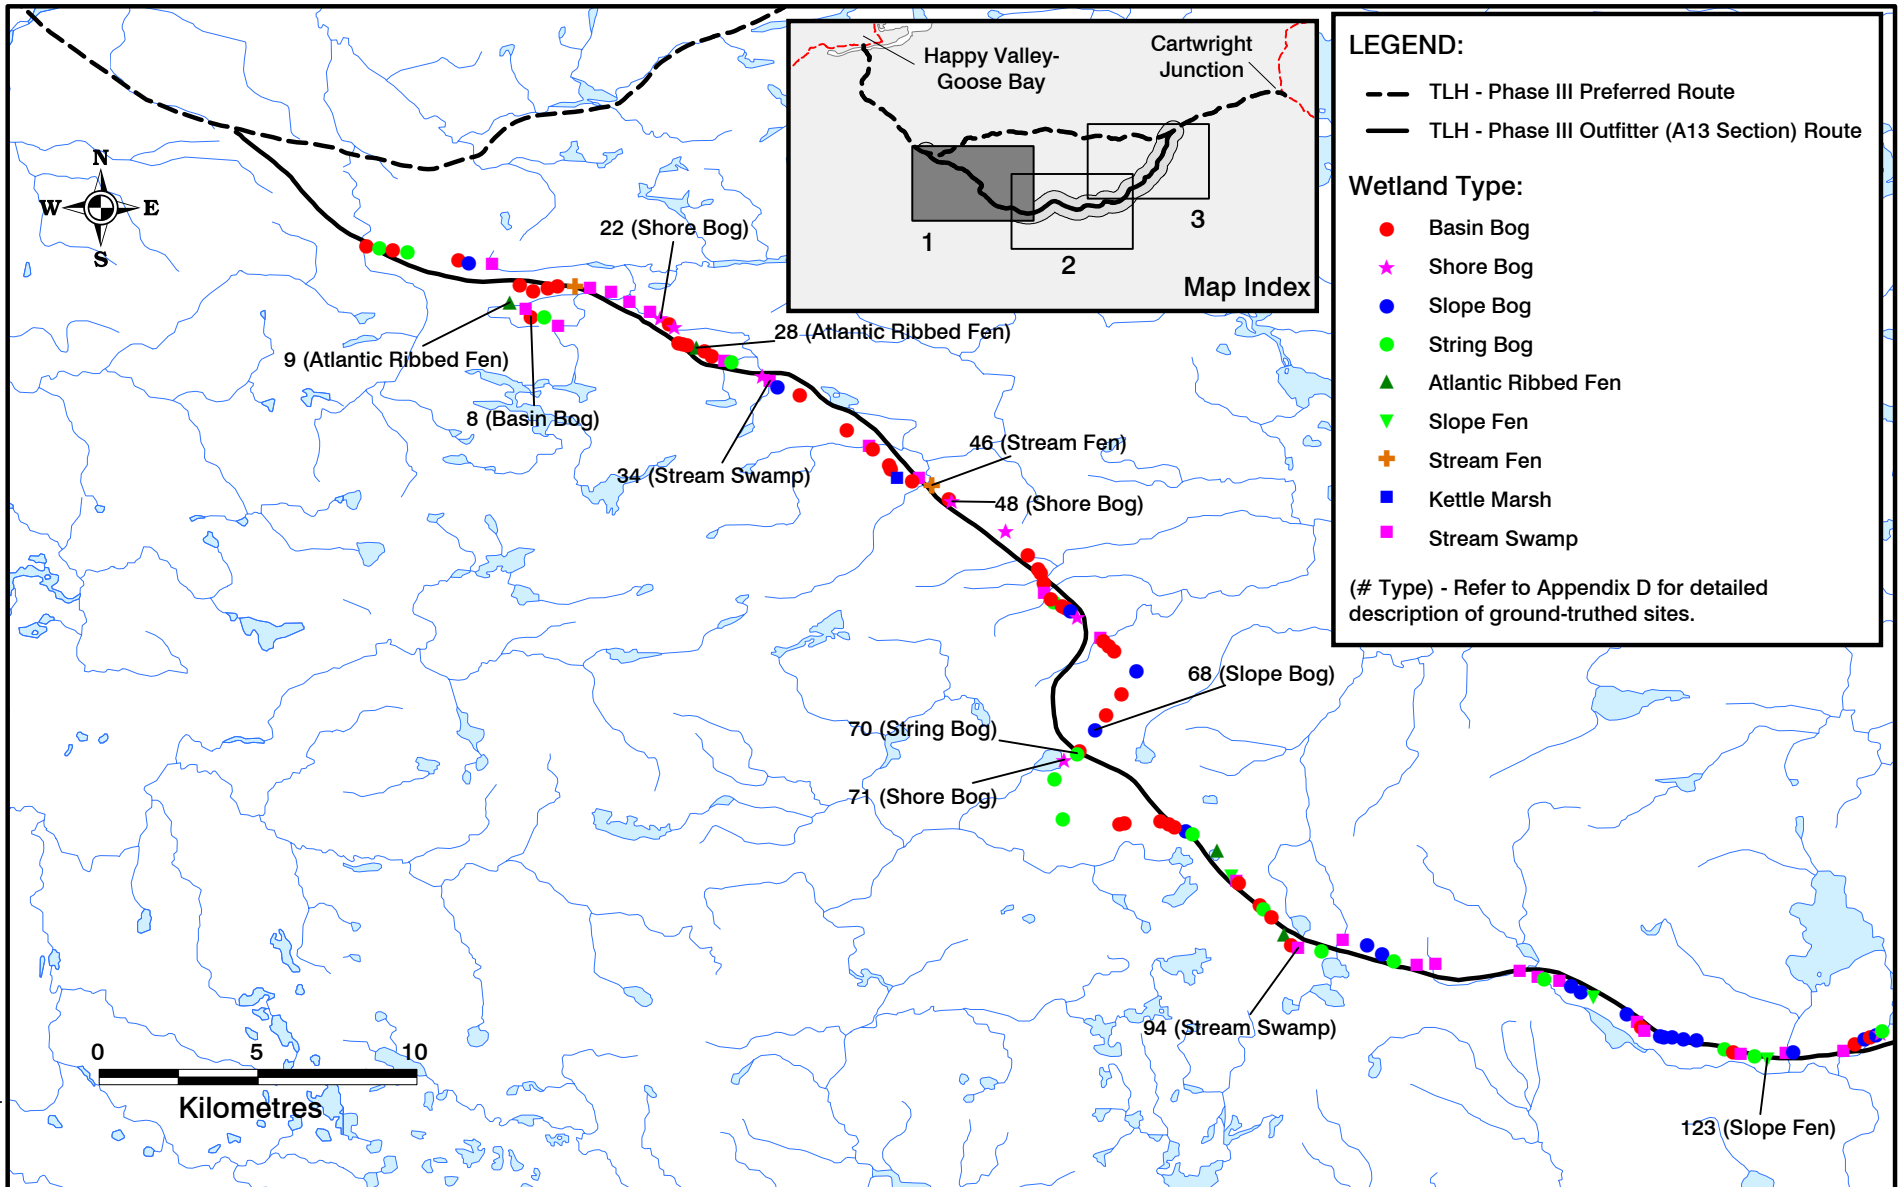 Happy Valley-
Goose Bay
Cartwright
Junction
1
2
3
Map Index
LEGEND:
TLH - Phase III Preferred Route
TLH - Phase III Outfitter (A13 Section) Route
Wetland Type:
Basin Bog
Shore Bog
Slope Bog
String Bog
Atlantic Ribbed Fen
Slope Fen
Stream Fen
Kettle Marsh
Stream Swamp
(# Type) - Refer to Appendix D for detailed
description of ground-truthed sites.
N
W E
S
22 (Shore Bog)
28 (Atlantic Ribbed Fen)
9 (Atlantic Ribbed Fen)
8 (Basin Bog)
46 (Stream Fen)
34 (Stream Swamp)
48 (Shore Bog)
68 (Slope Bog)
70 (String Bog)
71 (Shore Bog)
94 (Stream Swamp)
123 (Slope Fen)
0 5 10
Kilometres